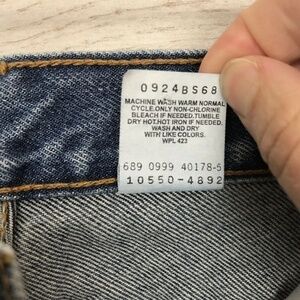 0924BS68
MACHINE WASH WARM NORMAL
CYCLE.ONLY NON-CHLORINE
BLEACH IF NEEDED.TUMBLE
DRY HOT.HOT IRON IF NEEDED.
WASH AND DRY
WITH LIKE COLORS.
WPL 423
689 0999 40178-5
10550-4892